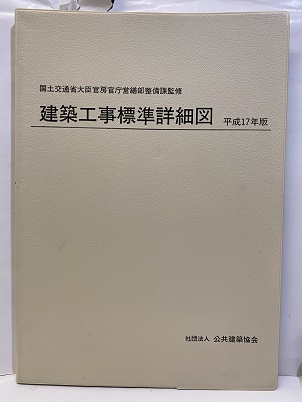 国土交通省大臣官房官庁営繕部整備課監修
建築工事標準詳細図 平成17年版
社団法人 公共建築協会